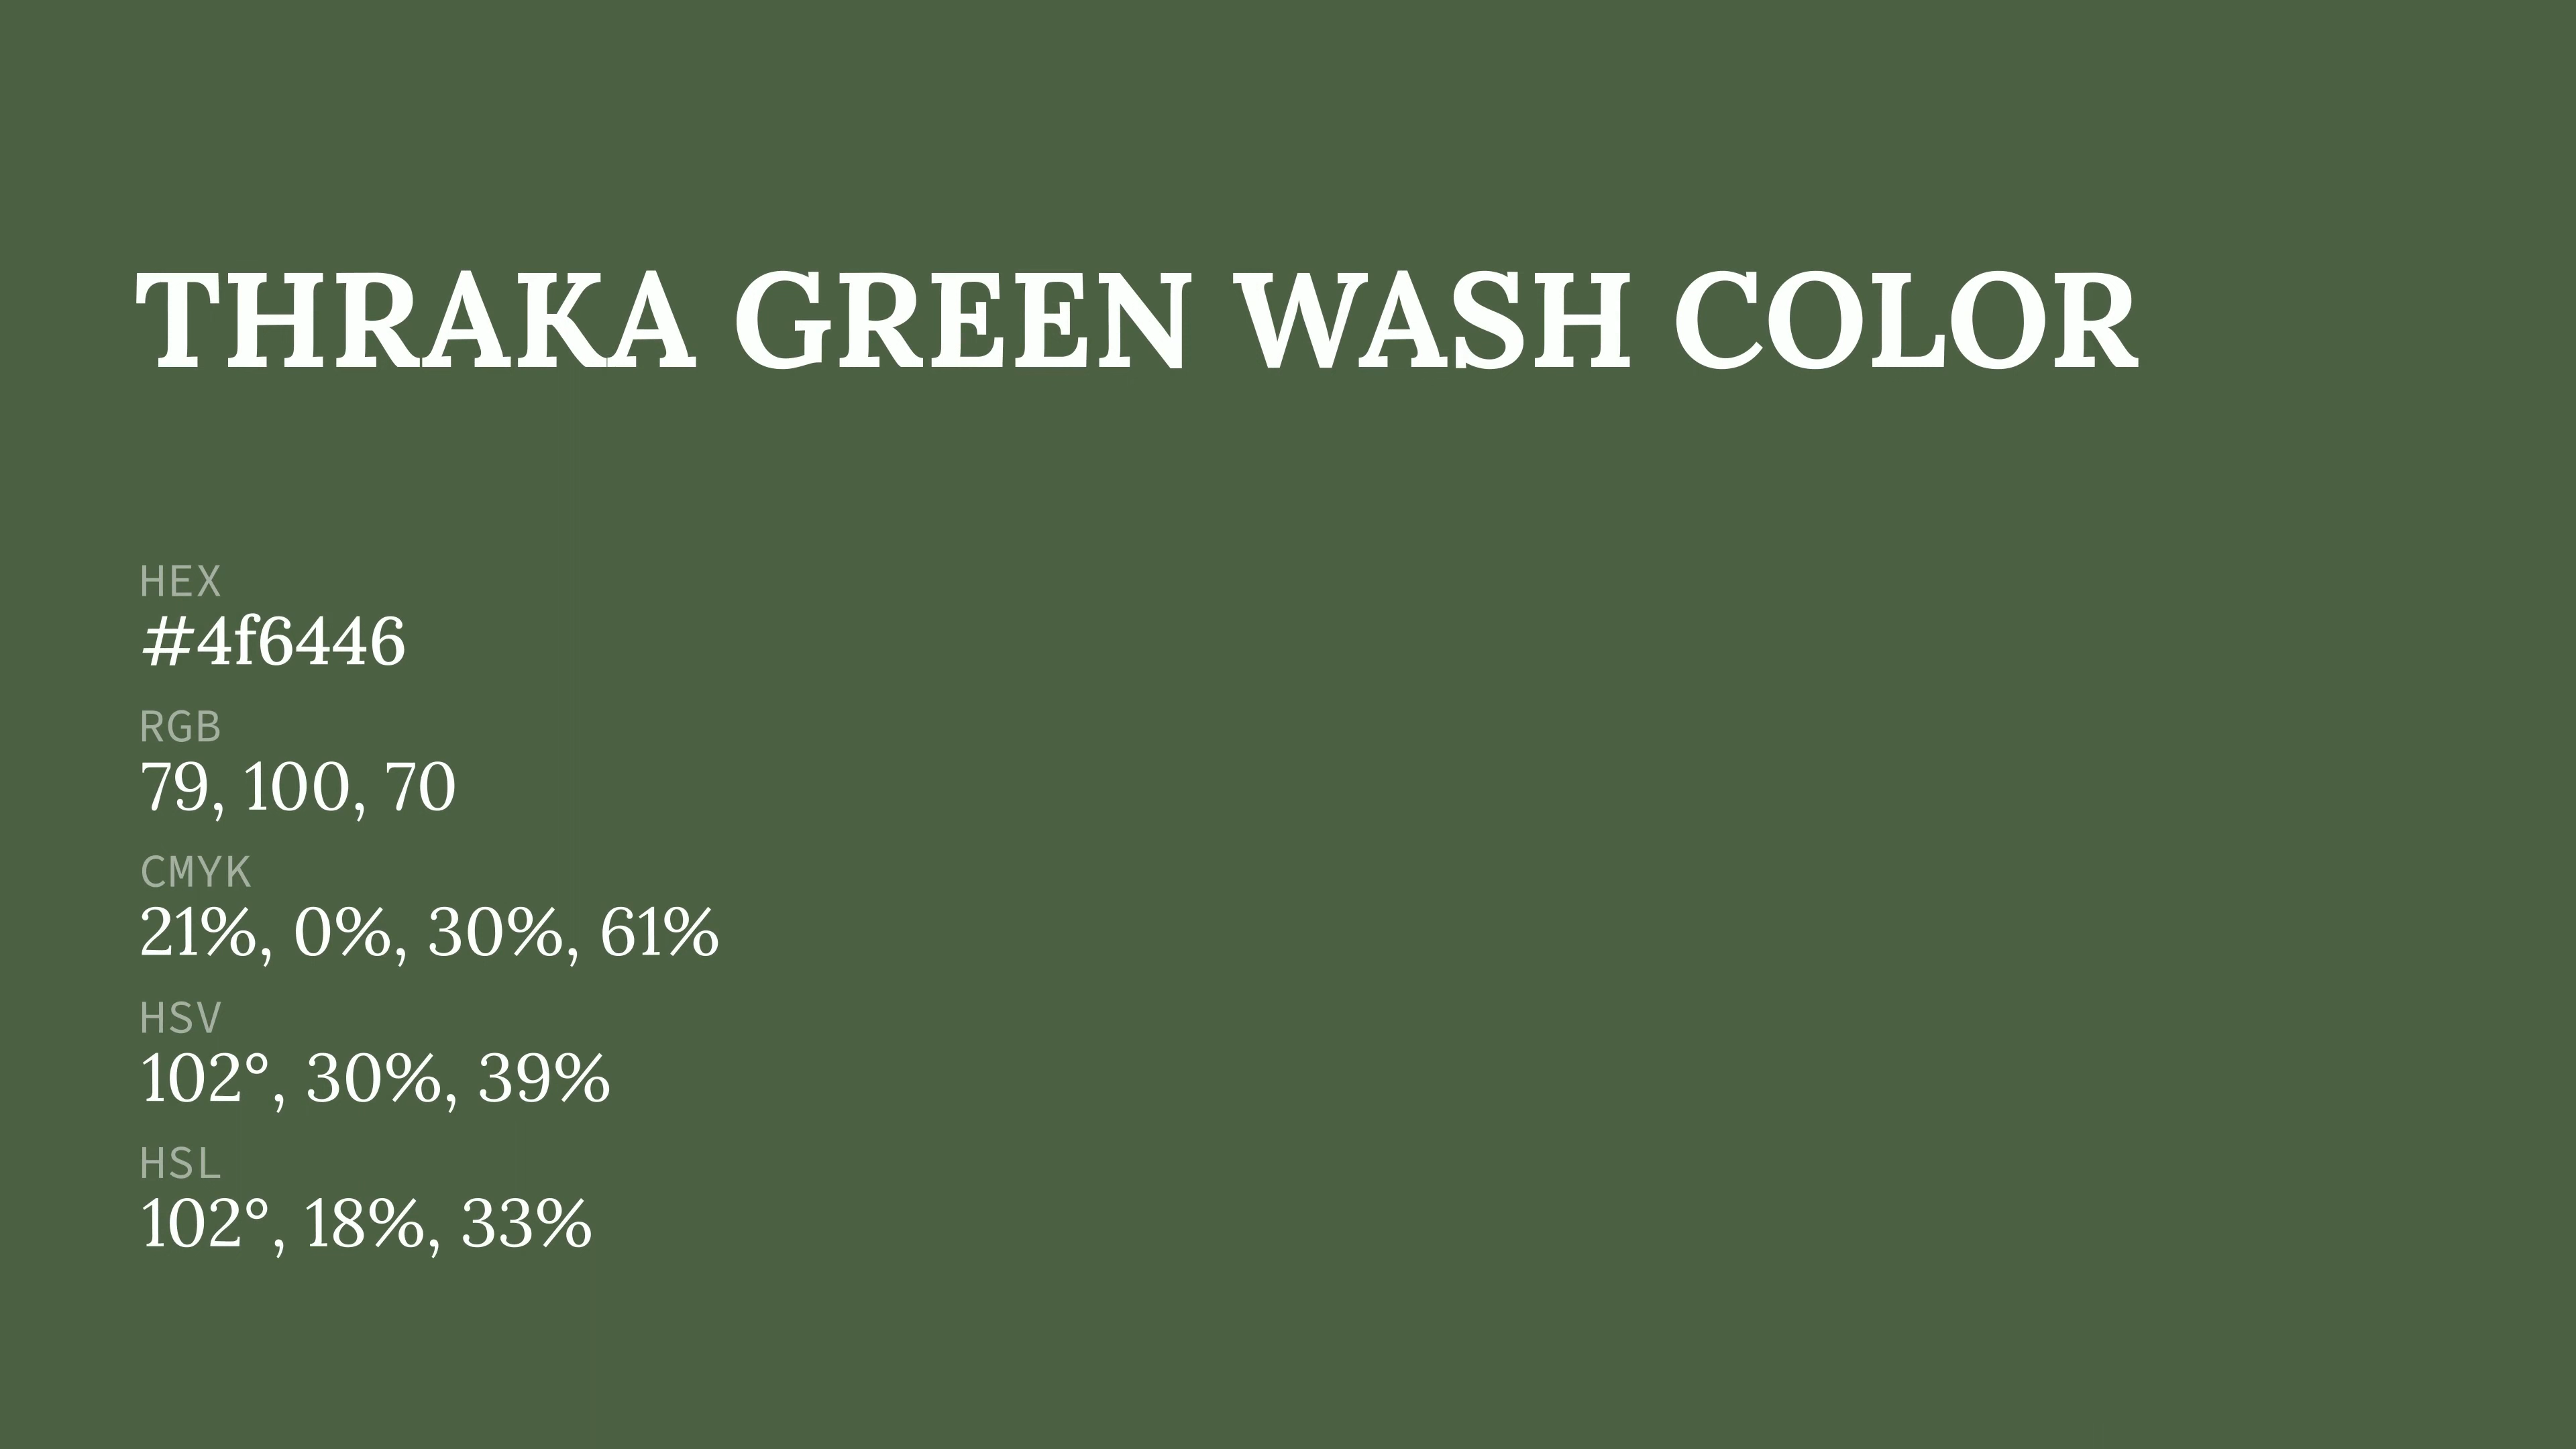 THRAKA GREEN WASH COLOR
HEX
#4f6446
RGB
79, 100, 70
CMYK
21%, 0%, 30%, 61%
HSV
102°, 30%, 39%
HSL
102°, 18%, 33%